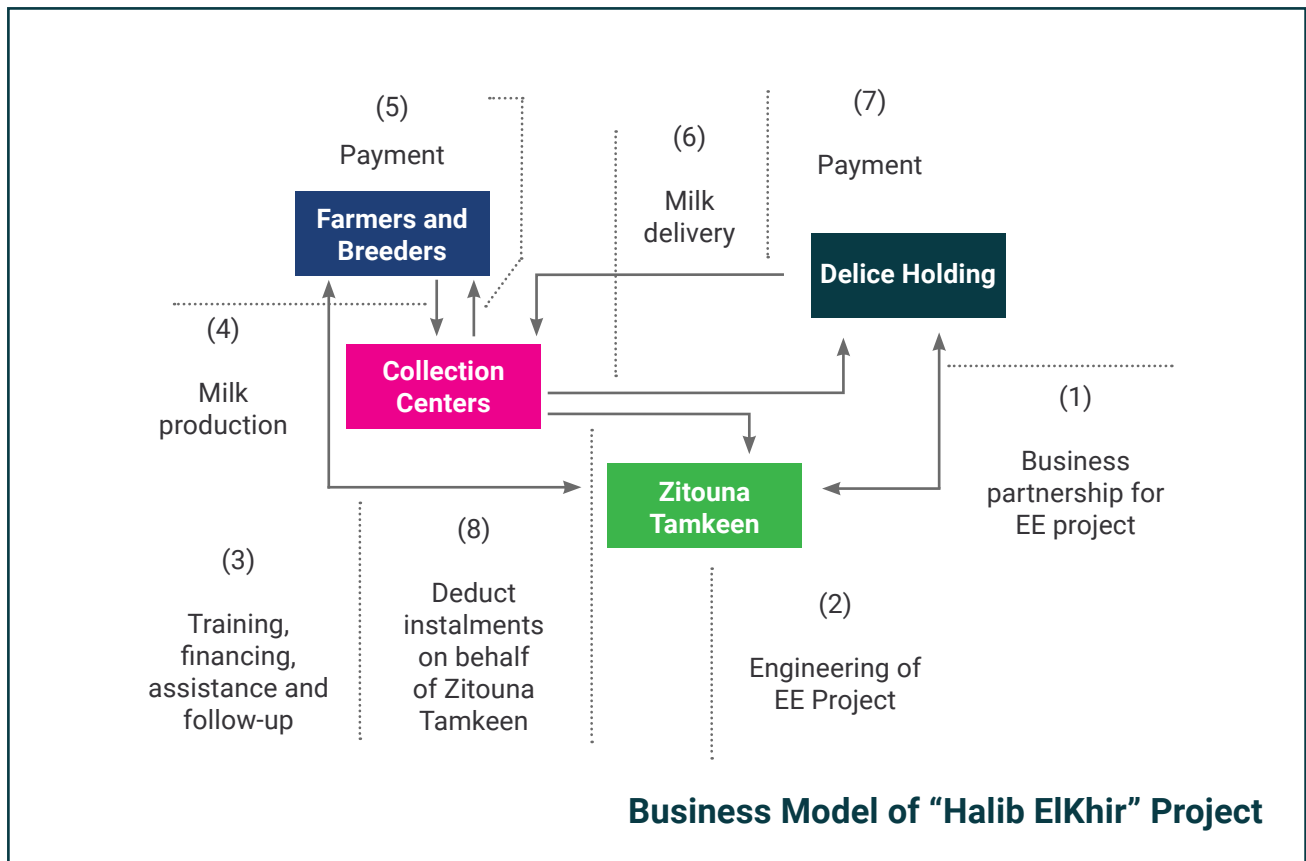 (5)
Payment
(7)
Payment
(6)
Milk
delivery
Farmers and
Breeders
Delice Holding
(4)
Milk
production
Collection
Centers
(1)
Business
partnership for
EE project
Zitouna
Tamkeen
(3)
Training,
financing,
assistance and
follow-up
(8)
Deduct
instalments
on behalf
of Zitouna
Tamkeen
(2)
Engineering of
EE Project
Business Model of “Halib ElKhir” Project